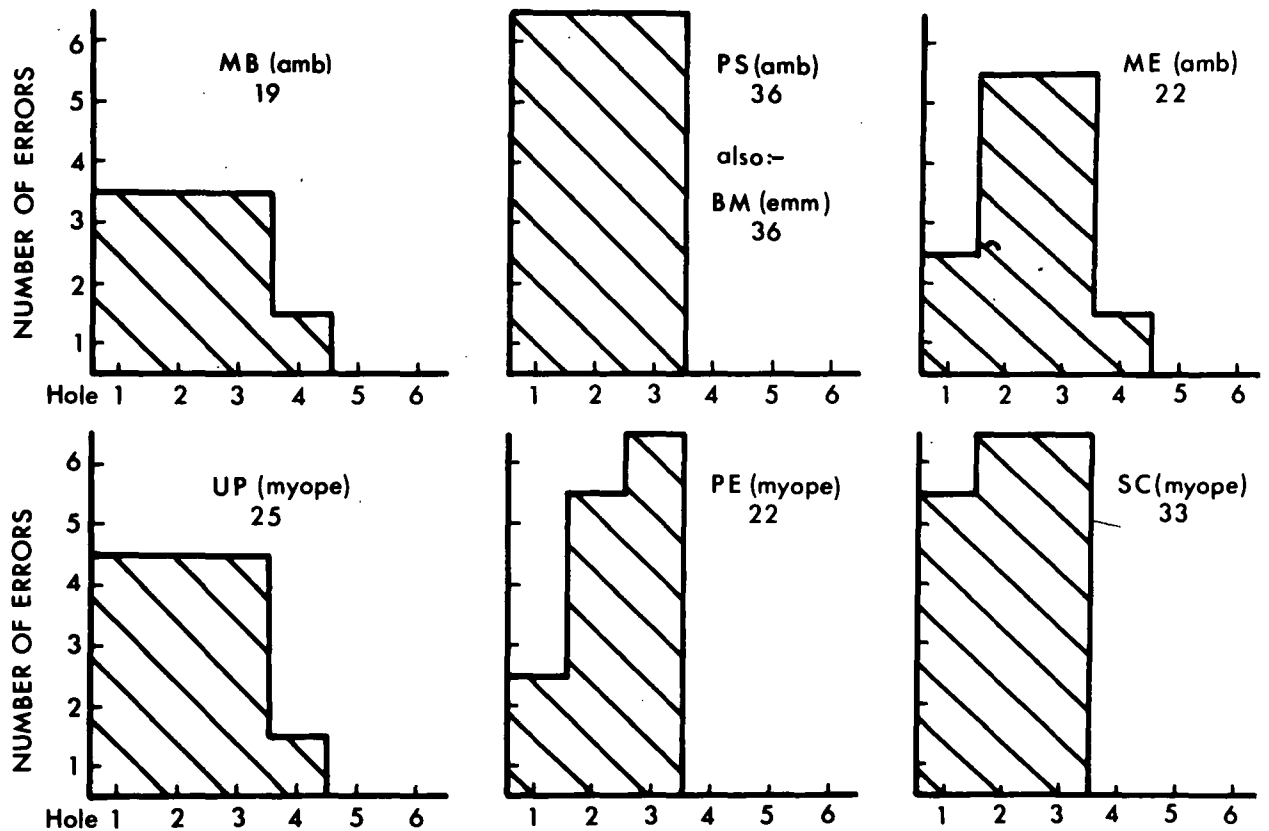 NUMBER OF ERRORS
6
5
4
3
2
1
MB (amb)
19
Hole 1 2 3 4 5 6
PS (amb)
36
also:–
BM (emm)
36
1 2 3 4 5 6
ME (amb)
22
1 2 3 4 5 6
NUMBER OF ERRORS
6
5
4
3
2
1
UP (myope)
25
Hole 1 2 3 4 5 6
PE (myope)
22
1 2 3 4 5 6
SC (myope)
33
1 2 3 4 5 6